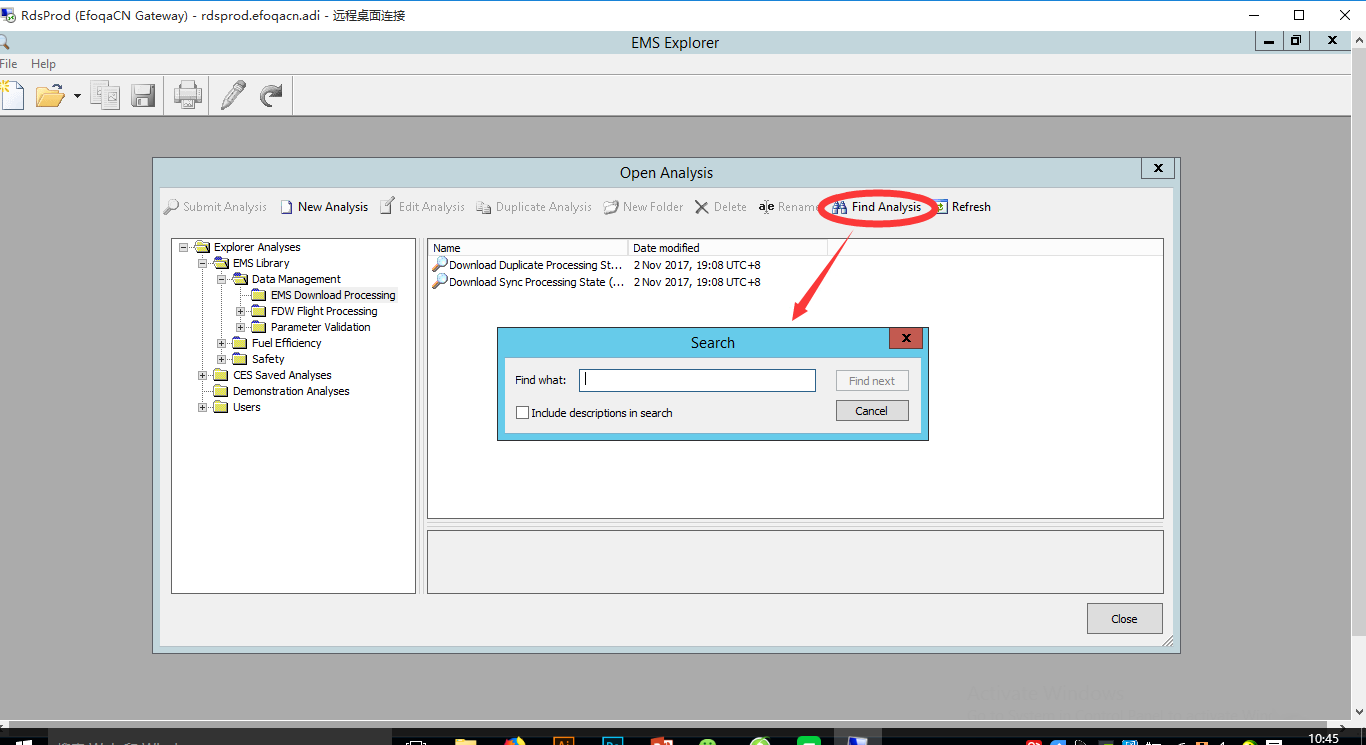 RdsProd (EfoqaCN Gateway) - rdsprod.efoqacn.adi - 远程桌面连接
EMS Explorer
File Help
Open Analysis
Submit Analysis New Analysis Edit Analysis Duplicate Analysis New Folder Delete Rename Find Analysis Refresh
Explorer Analyses
EMS Library
Data Management
EMS Download Processing
FDW Flight Processing
Parameter Validation
Fuel Efficiency
Safety
CES Saved Analyses
Demonstration Analyses
Users
Name Date modified
Download Duplicate Processing St... 2 Nov 2017, 19:08 UTC+8
Download Sync Processing State (... 2 Nov 2017, 19:08 UTC+8
Search
Find what: Find next
Include descriptions in search Cancel
Close
10:45